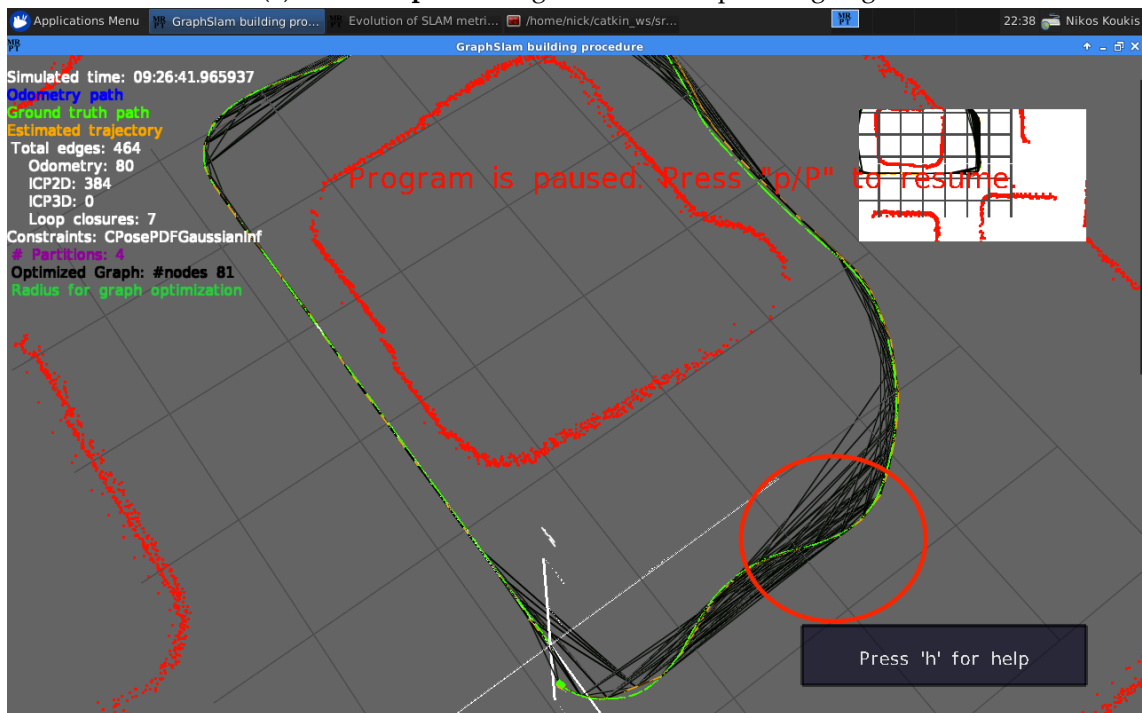 Applications Menu GraphSlam building pro... Evolution of SLAM metri... /home/nick/catkin_ws/sr... 22:38 Nikos Koukis
GraphSlam building procedure
Simulated time: 09:26:41.965937
Odometry path
Ground truth path
Estimated trajectory
Total edges: 464
Odometry: 80
ICP2D: 384
ICP3D: 0
Loop closures: 7
Constraints: CPosePDFGaussianInf
# Partitions: 4
Optimized Graph: #nodes 81
Radius for graph optimization
Program is paused. Press "p/P" to resume.
Press 'h' for help